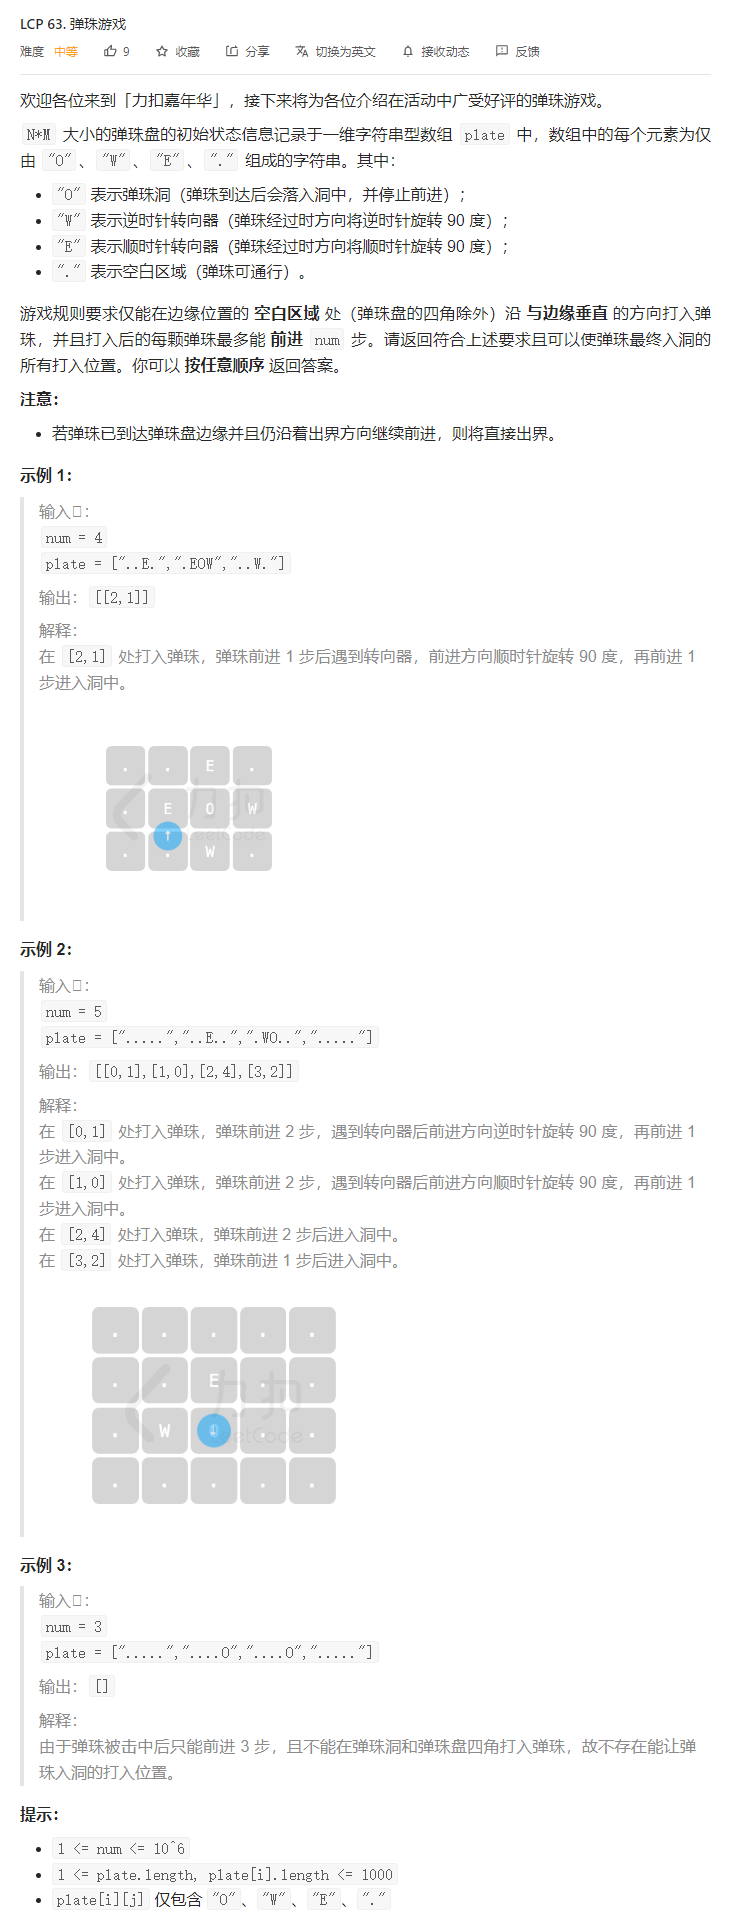 LCP 63. 弹珠游戏
难度 中等 9 收藏 分享 切换为英文 接收动态 反馈
欢迎各位来到「力扣嘉年华」，接下来将为各位介绍在活动中广受好评的弹珠游戏。
N*M 大小的弹珠盘的初始状态信息记录于一维字符串型数组 plate 中，数组中的每个元素为仅
由 "O"、"W"、"E"、"." 组成的字符串。其中：
• "O" 表示弹珠洞（弹珠到达后会落入洞中，并停止前进）；
• "W" 表示逆时针转向器（弹珠经过时方向将逆时针旋转 90 度）；
• "E" 表示顺时针转向器（弹珠经过时方向将顺时针旋转 90 度）；
• "." 表示空白区域（弹珠可通行）。
游戏规则要求仅能在边缘位置的 空白区域 处（弹珠盘的四角除外）沿 与边缘垂直 的方向打入弹
珠，并且打入后的每颗弹珠最多能 前进 num 步。请返回符合上述要求且可以使弹珠最终入洞的
所有打入位置。你可以 按任意顺序 返回答案。
注意：
• 若弹珠已到达弹珠盘边缘并且仍沿着出界方向继续前进，则将直接出界。
示例 1：
输入：
num = 4
plate = ["..E.",".EOW","..W."]
输出： [[2,1]]
解释：
在 [2,1] 处打入弹珠，弹珠前进 1 步后遇到转向器，前进方向顺时针旋转 90 度，再前进 1
步进入洞中。
. . E .
. E O W
. . W .
力扣
LeetCode
示例 2：
输入：
num = 5
plate = [".....","..E..",".WO..","....."]
输出： [[0,1],[1,0],[2,4],[3,2]]
解释：
在 [0,1] 处打入弹珠，弹珠前进 2 步，遇到转向器后前进方向逆时针旋转 90 度，再前进 1
步进入洞中。
在 [1,0] 处打入弹珠，弹珠前进 2 步，遇到转向器后前进方向顺时针旋转 90 度，再前进 1
步进入洞中。
在 [2,4] 处打入弹珠，弹珠前进 2 步后进入洞中。
在 [3,2] 处打入弹珠，弹珠前进 1 步后进入洞中。
. . . . .
. . E . .
. W O . .
. . . . .
力扣
LeetCode
示例 3：
输入：
num = 3
plate = [".....","....O","....O","....."]
输出： []
解释：
由于弹珠被击中后只能前进 3 步，且不能在弹珠洞和弹珠盘四角打入弹珠，故不存在能让弹
珠入洞的打入位置。
提示：
• 1 <= num <= 10^6
• 1 <= plate.length, plate[i].length <= 1000
• plate[i][j] 仅包含 "O"、"W"、"E"、"."